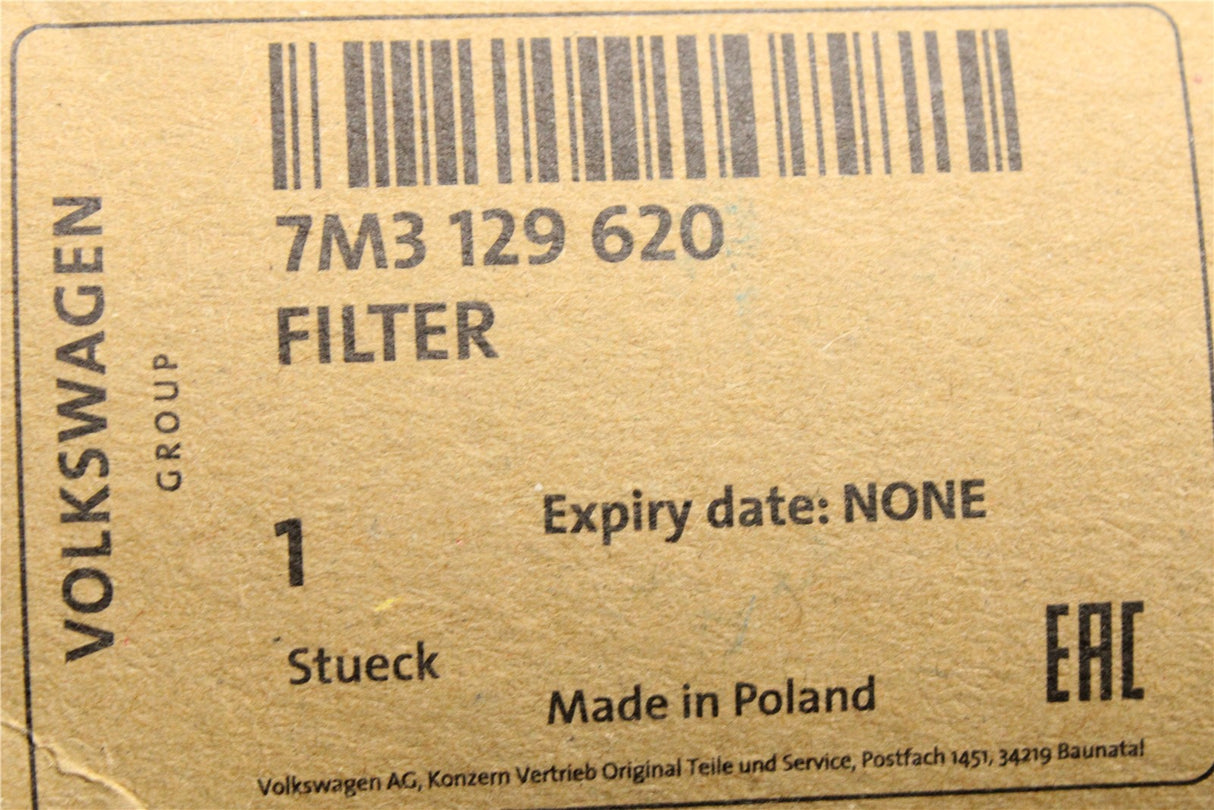 VOLKSWAGEN
GROUP
7M3 129 620
FILTER
1
Expiry date: NONE
Stueck
Made in Poland
EAC
Volkswagen AG, Konzern Vertrieb Original Teile und Service, Postfach 1451, 34219 Baunatal